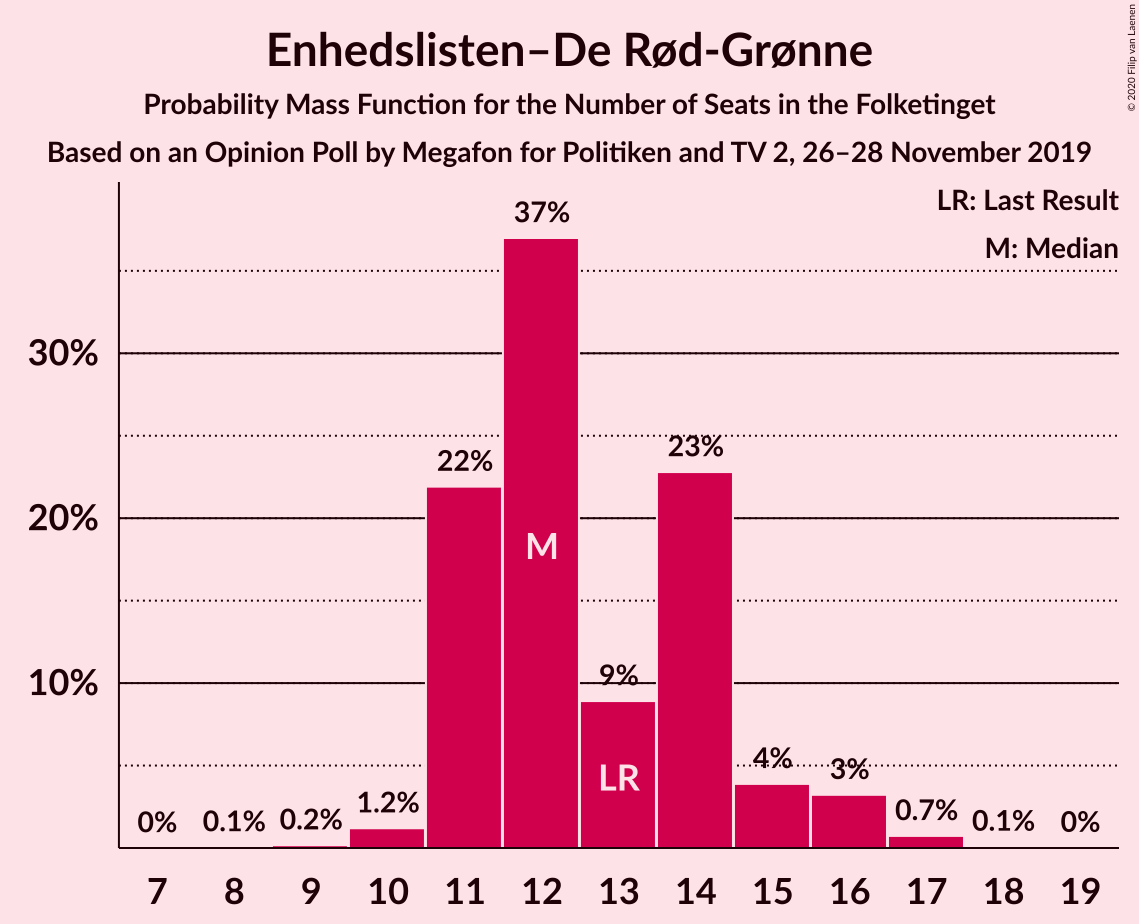 Enhedslisten–De Rød-Grønne
Probability Mass Function for the Number of Seats in the Folketinget
Based on an Opinion Poll by Megafon for Politiken and TV 2, 26–28 November 2019
© 2020 Filip van Laenen
LR: Last Result
M: Median
37%
30%
22%
23%
20%
M
10%
9%
LR
4%
3%
0%
0.1%
0.2%
1.2%
0.7%
0.1%
0%
7 8 9 10 11 12 13 14 15 16 17 18 19